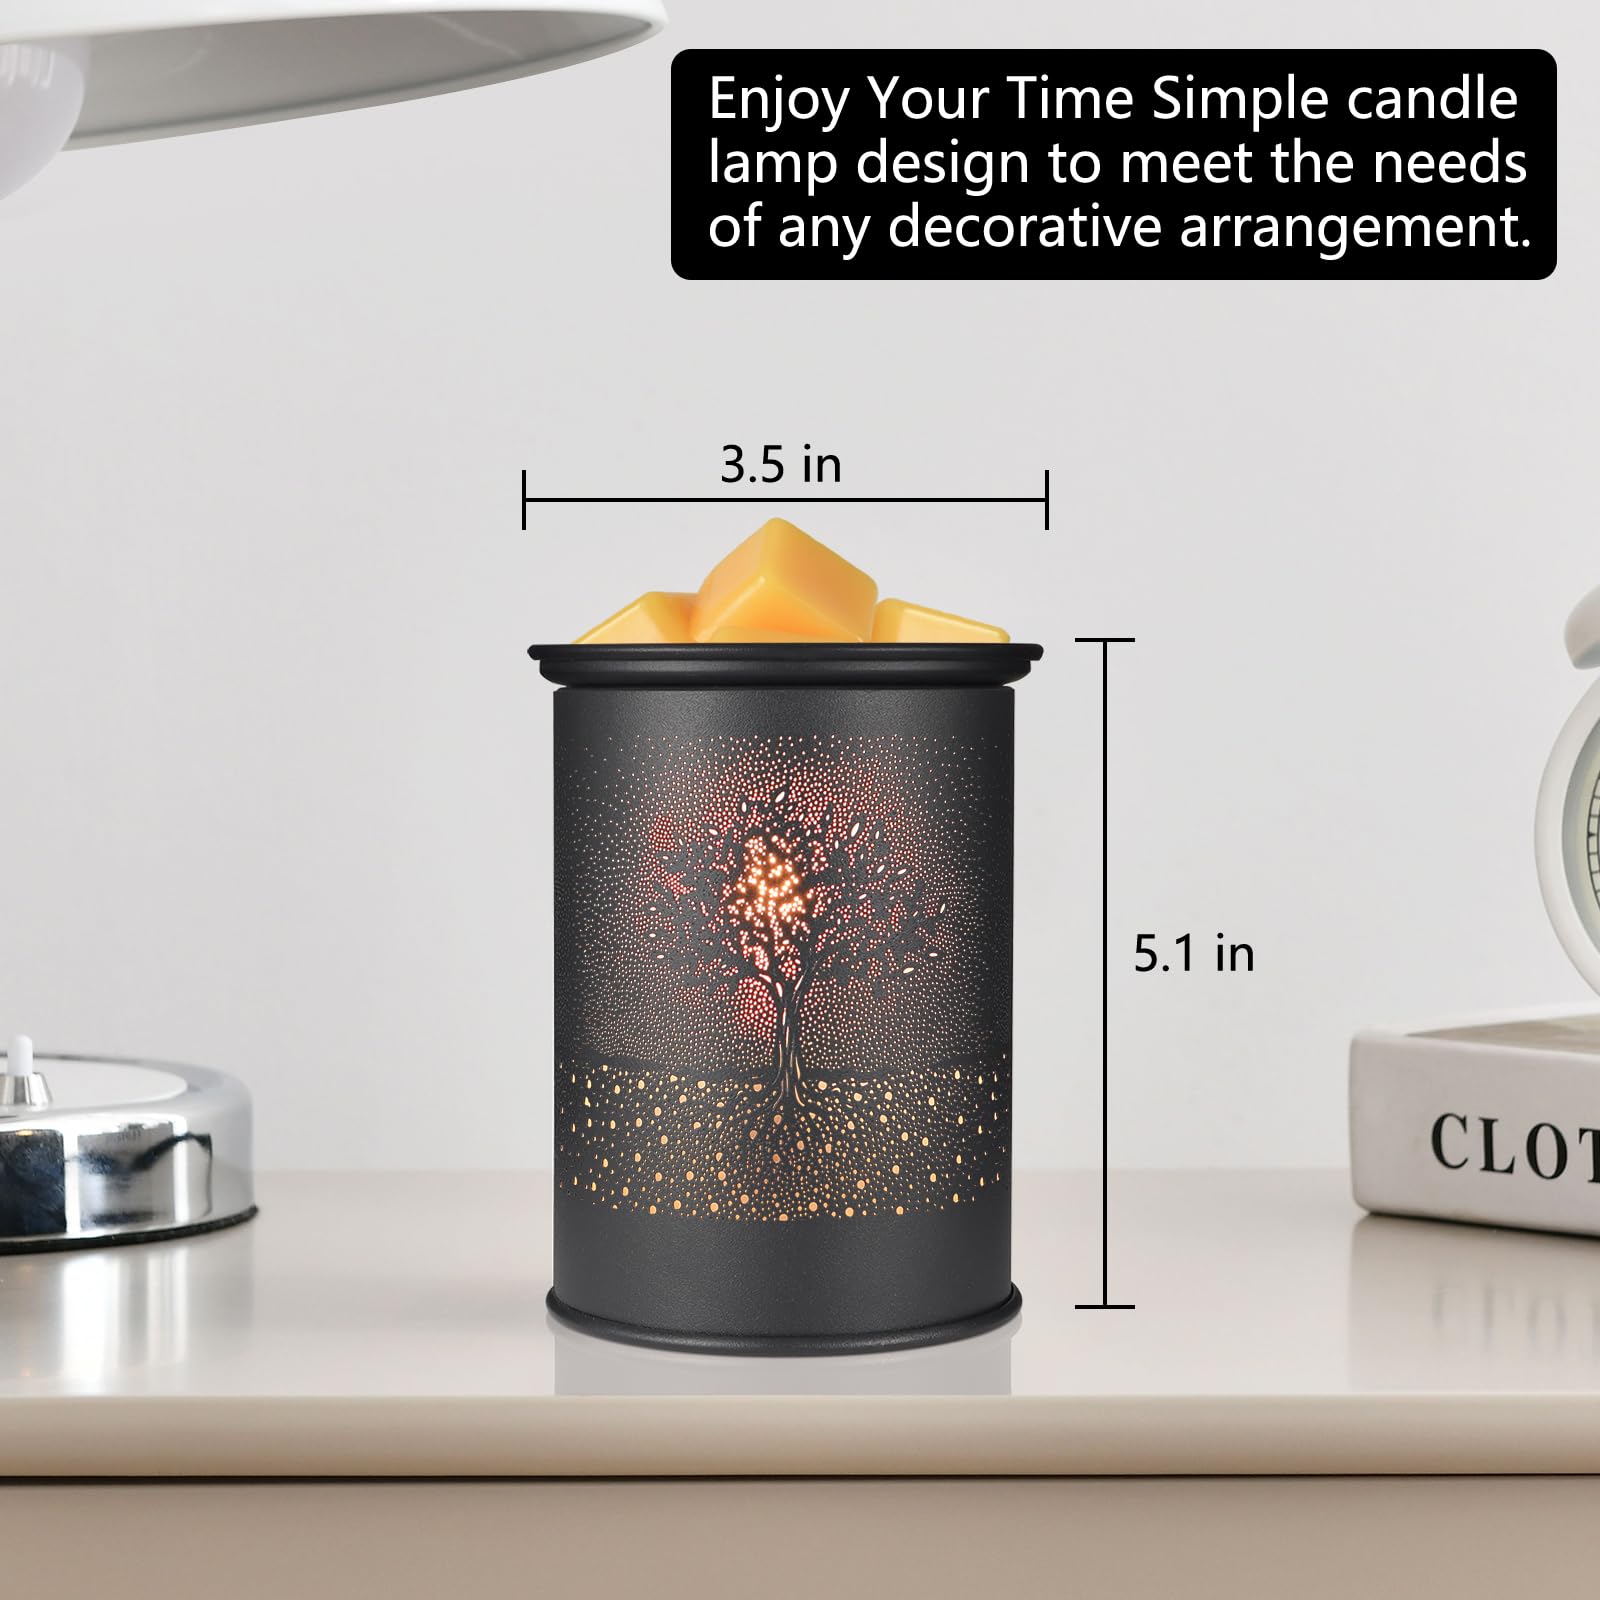 Enjoy Your Time Simple candle
lamp design to meet the needs
of any decorative arrangement.
3.5 in
5.1 in
CLOT